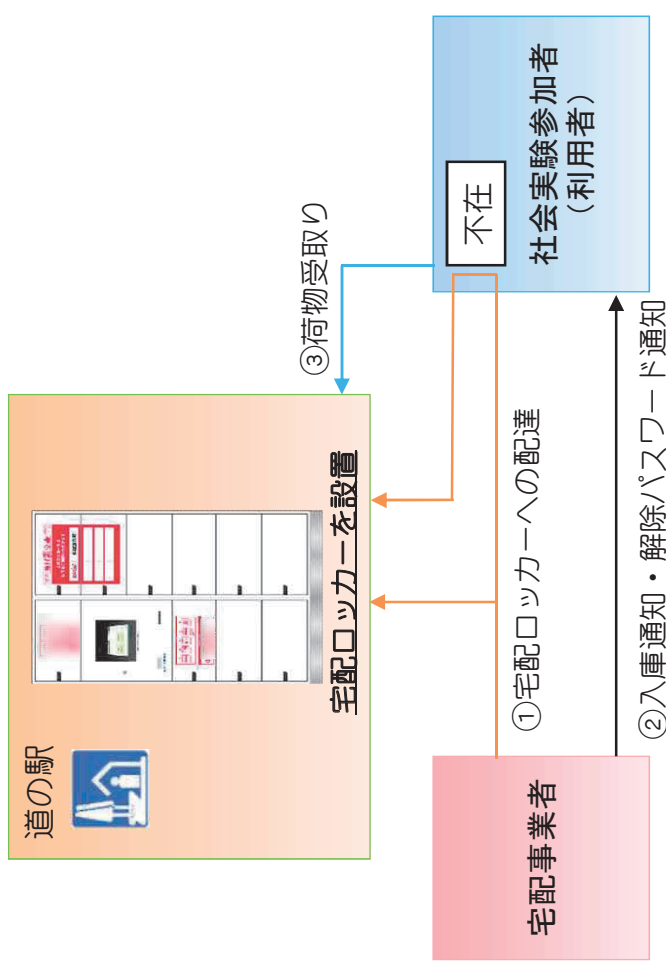 道の駅
宅配ロッカーを設置
③荷物受取り
不在
社会実験参加者
（利用者）
①宅配ロッカーへの配達
宅配事業者
②入庫通知・解除パスワード通知